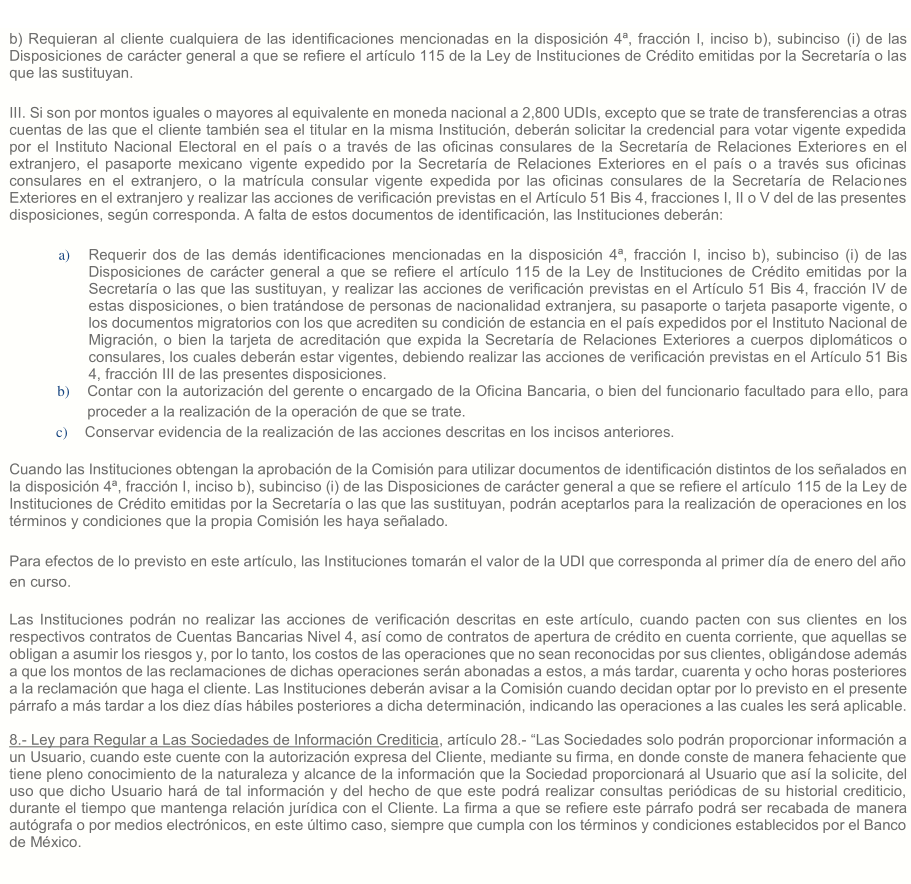 b) Requieran al cliente cualquiera de las identificaciones mencionadas en la disposición 4ª, fracción I, inciso b), subinciso (i) de las
Disposiciones de carácter general a que se refiere el artículo 115 de la Ley de Instituciones de Crédito emitidas por la Secretaría o las
que las sustituyan.
III. Si son por montos iguales o mayores al equivalente en moneda nacional a 2,800 UDIs, excepto que se trate de transferencias a otras
cuentas de las que el cliente también sea el titular en la misma Institución, deberán solicitar la credencial para votar vigente expedida
por el Instituto Nacional Electoral en el país o a través de las oficinas consulares de la Secretaría de Relaciones Exteriores en el
extranjero, el pasaporte mexicano vigente expedido por la Secretaría de Relaciones Exteriores en el país o a través sus oficinas
consulares en el extranjero, o la matrícula consular vigente expedida por las oficinas consulares de la Secretaría de Relaciones
Exteriores en el extranjero y realizar las acciones de verificación previstas en el Artículo 51 Bis 4, fracciones I, II o V del de las presentes
disposiciones, según corresponda. A falta de estos documentos de identificación, las Instituciones deberán:
a) Requerir dos de las demás identificaciones mencionadas en la disposición 4ª, fracción I, inciso b), subinciso (i) de las
Disposiciones de carácter general a que se refiere el artículo 115 de la Ley de Instituciones de Crédito emitidas por la
Secretaría o las que las sustituyan, y realizar las acciones de verificación previstas en el Artículo 51 Bis 4, fracción IV de
estas disposiciones, o bien tratándose de personas de nacionalidad extranjera, su pasaporte o tarjeta pasaporte vigente, o
los documentos migratorios con los que acrediten su condición de estancia en el país expedidos por el Instituto Nacional de
Migración, o bien la tarjeta de acreditación que expida la Secretaría de Relaciones Exteriores a cuerpos diplomáticos o
consulares, los cuales deberán estar vigentes, debiendo realizar las acciones de verificación previstas en el Artículo 51 Bis
4, fracción III de las presentes disposiciones.
b) Contar con la autorización del gerente o encargado de la Oficina Bancaria, o bien del funcionario facultado para ello, para
proceder a la realización de la operación de que se trate.
c) Conservar evidencia de la realización de las acciones descritas en los incisos anteriores.
Cuando las Instituciones obtengan la aprobación de la Comisión para utilizar documentos de identificación distintos de los señalados en
la disposición 4ª, fracción I, inciso b), subinciso (i) de las Disposiciones de carácter general a que se refiere el artículo 115 de la Ley de
Instituciones de Crédito emitidas por la Secretaría o las que las sustituyan, podrán aceptarlos para la realización de operaciones en los
términos y condiciones que la propia Comisión les haya señalado.
Para efectos de lo previsto en este artículo, las Instituciones tomarán el valor de la UDI que corresponda al primer día de enero del año
en curso.
Las Instituciones podrán no realizar las acciones de verificación descritas en este artículo, cuando pacten con sus clientes en los
respectivos contratos de Cuentas Bancarias Nivel 4, así como de contratos de apertura de crédito en cuenta corriente, que aquellas se
obligan a asumir los riesgos y, por lo tanto, los costos de las operaciones que no sean reconocidas por sus clientes, obligándose además
a que los montos de las reclamaciones de dichas operaciones serán abonadas a estos, a más tardar, cuarenta y ocho horas posteriores
a la reclamación que haga el cliente. Las Instituciones deberán avisar a la Comisión cuando decidan optar por lo previsto en el presente
párrafo a más tardar a los diez días hábiles posteriores a dicha determinación, indicando las operaciones a las cuales les será aplicable.
8.- Ley para Regular a Las Sociedades de Información Crediticia, artículo 28.- “Las Sociedades solo podrán proporcionar información a
un Usuario, cuando este cuente con la autorización expresa del Cliente, mediante su firma, en donde conste de manera fehaciente que
tiene pleno conocimiento de la naturaleza y alcance de la información que la Sociedad proporcionará al Usuario que así la solicite, del
uso que dicho Usuario hará de tal información y del hecho de que este podrá realizar consultas periódicas de su historial crediticio,
durante el tiempo que mantenga relación jurídica con el Cliente. La firma a que se refiere este párrafo podrá ser recabada de manera
autógrafa o por medios electrónicos, en este último caso, siempre que cumpla con los términos y condiciones establecidos por el Banco
de México.